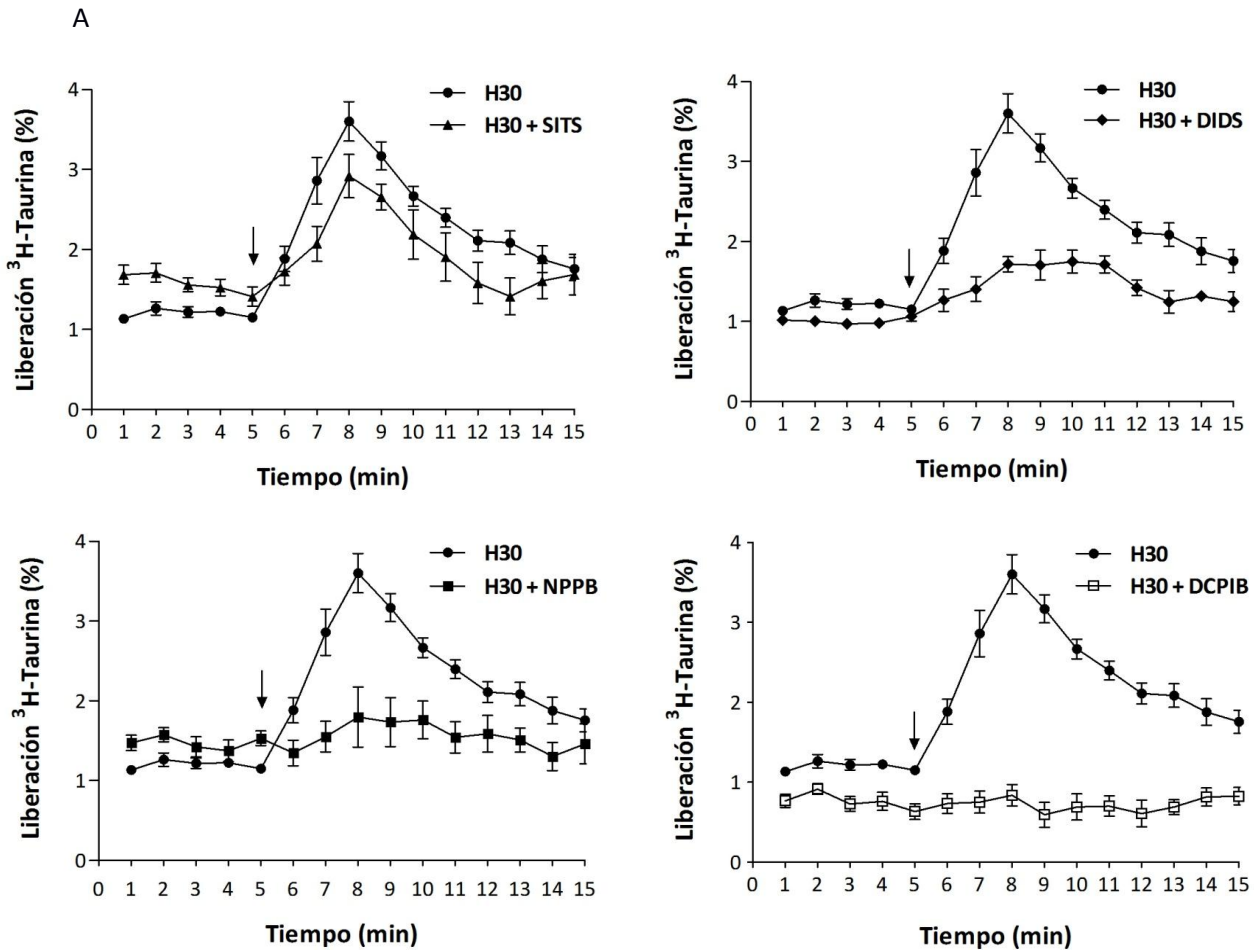 A
H30
H30 + SITS
Liberación ³H-Taurina (%)
4
3
2
1
0
0 1 2 3 4 5 6 7 8 9 10 11 12 13 14 15
Tiempo (min)
H30
H30 + DIDS
Liberación ³H-Taurina (%)
4
3
2
1
0
0 1 2 3 4 5 6 7 8 9 10 11 12 13 14 15
Tiempo (min)
H30
H30 + NPPB
Liberación ³H-Taurina (%)
4
3
2
1
0
0 1 2 3 4 5 6 7 8 9 10 11 12 13 14 15
Tiempo (min)
H30
H30 + DCPIB
Liberación ³H-Taurina (%)
4
3
2
1
0
0 1 2 3 4 5 6 7 8 9 10 11 12 13 14 15
Tiempo (min)